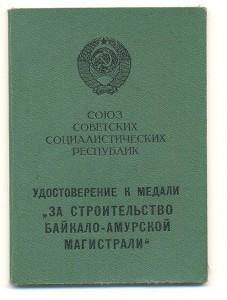 СОЮЗ
СОВЕТСКИХ
СОЦИАЛИСТИЧЕСКИХ
РЕСПУБЛИК
УДОСТОВЕРЕНИЕ К МЕДАЛИ
„ЗА СТРОИТЕЛЬСТВО
БАЙКАЛО-АМУРСКОЙ
МАГИСТРАЛИ“